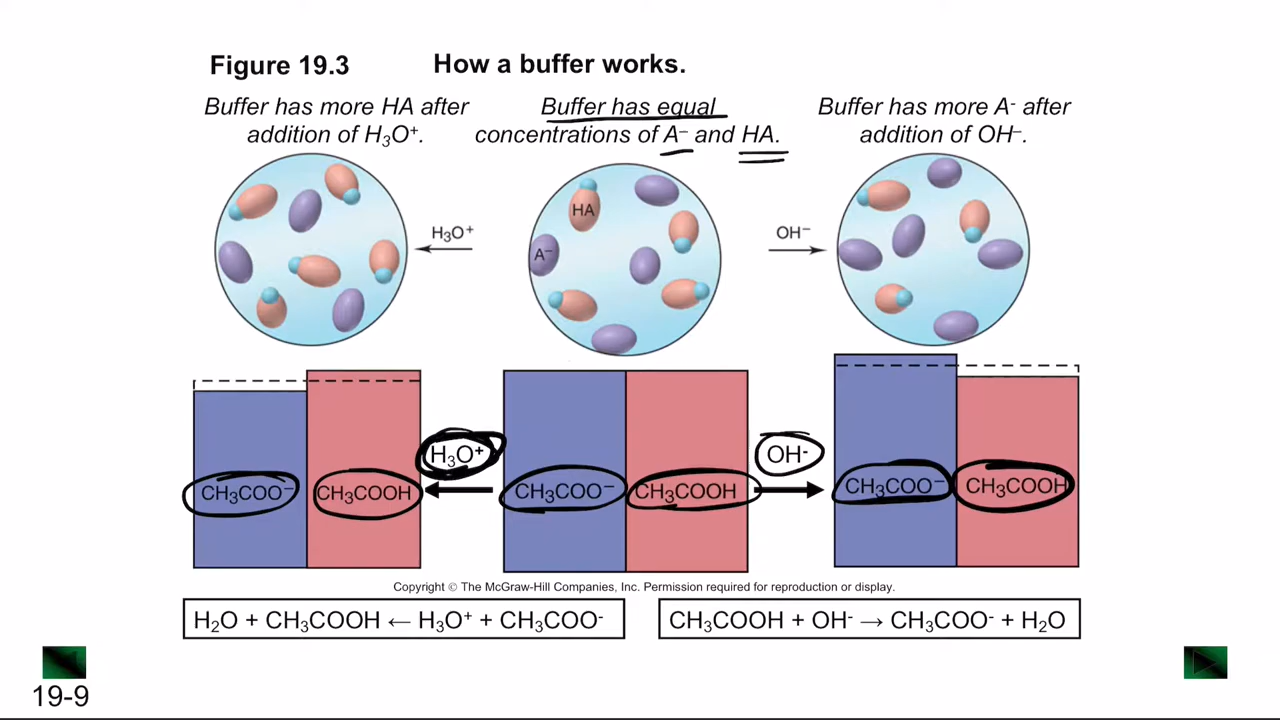 Figure 19.3 How a buffer works.
Buffer has more HA after
addition of H₃O⁺.
Buffer has equal
concentrations of A⁻ and HA.
Buffer has more A⁻ after
addition of OH⁻.
H₃O⁺
HA
A⁻
OH⁻
CH₃COO⁻ CH₃COOH
H₃O⁺
CH₃COO⁻ CH₃COOH
OH⁻
CH₃COO⁻ CH₃COOH
Copyright © The McGraw-Hill Companies, Inc. Permission required for reproduction or display.
H₂O + CH₃COOH ← H₃O⁺ + CH₃COO⁻
CH₃COOH + OH⁻ → CH₃COO⁻ + H₂O
19-9